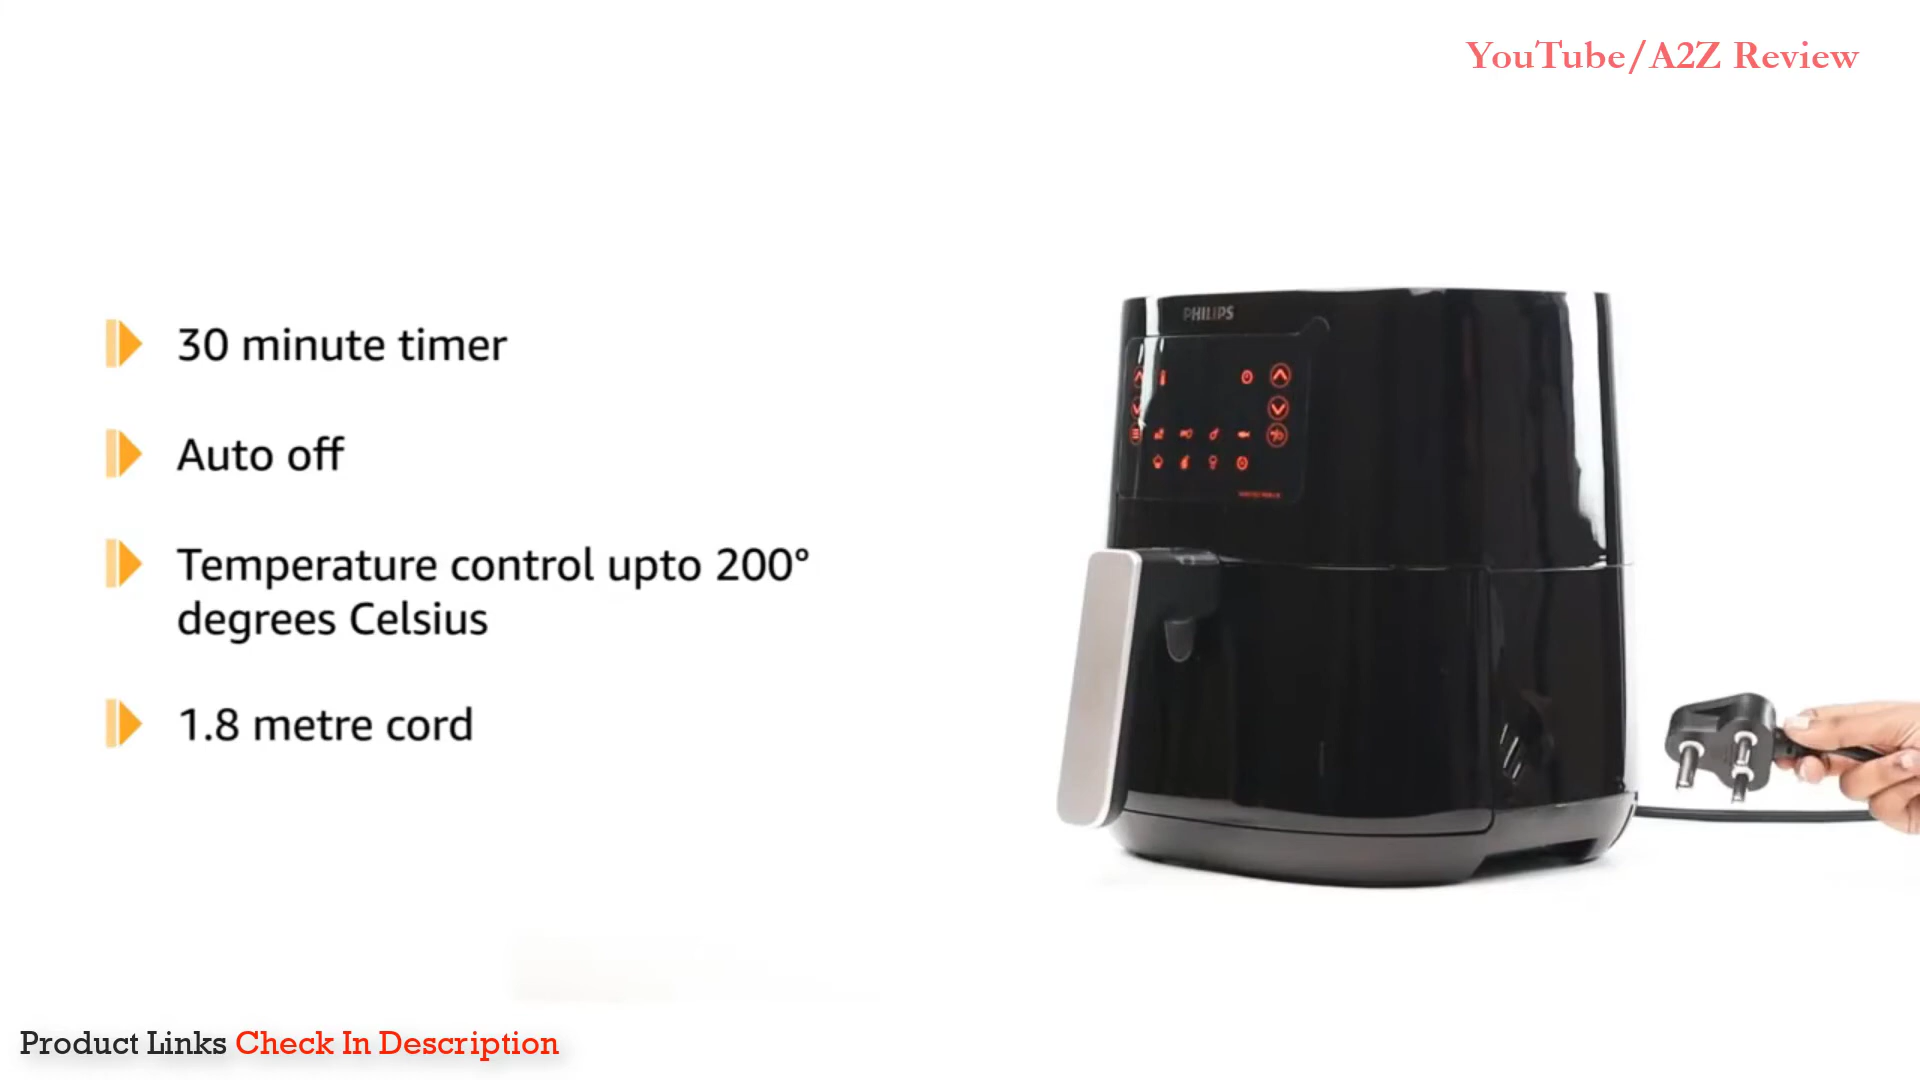 YouTube/A2Z Review
30 minute timer
Auto off
Temperature control upto 200°
degrees Celsius
1.8 metre cord
PHILIPS
Product Links Check In Description